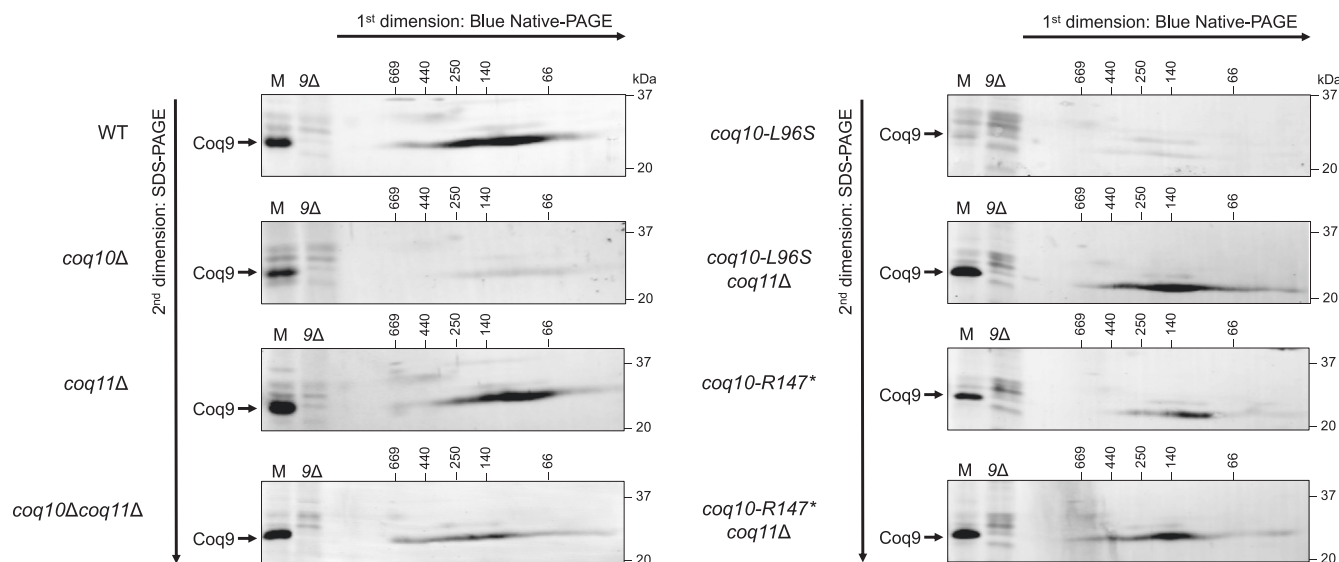 1st dimension: Blue Native-PAGE
2nd dimension: SDS-PAGE
M 9Δ 669 440 250 140 66 kDa
37
WT
Coq9
20
M 9Δ 669 440 250 140 66
37
coq10Δ
Coq9
20
M 9Δ 669 440 250 140 66
37
coq11Δ
Coq9
20
M 9Δ 669 440 250 140 66
37
coq10Δcoq11Δ
Coq9
20
1st dimension: Blue Native-PAGE
2nd dimension: SDS-PAGE
M 9Δ 669 440 250 140 66 kDa
37
coq10-L96S
Coq9
20
M 9Δ 669 440 250 140 66
37
coq10-L96S
coq11Δ
Coq9
20
M 9Δ 669 440 250 140 66
37
coq10-R147*
Coq9
20
M 9Δ 669 440 250 140 66
37
coq10-R147*
coq11Δ
Coq9
20